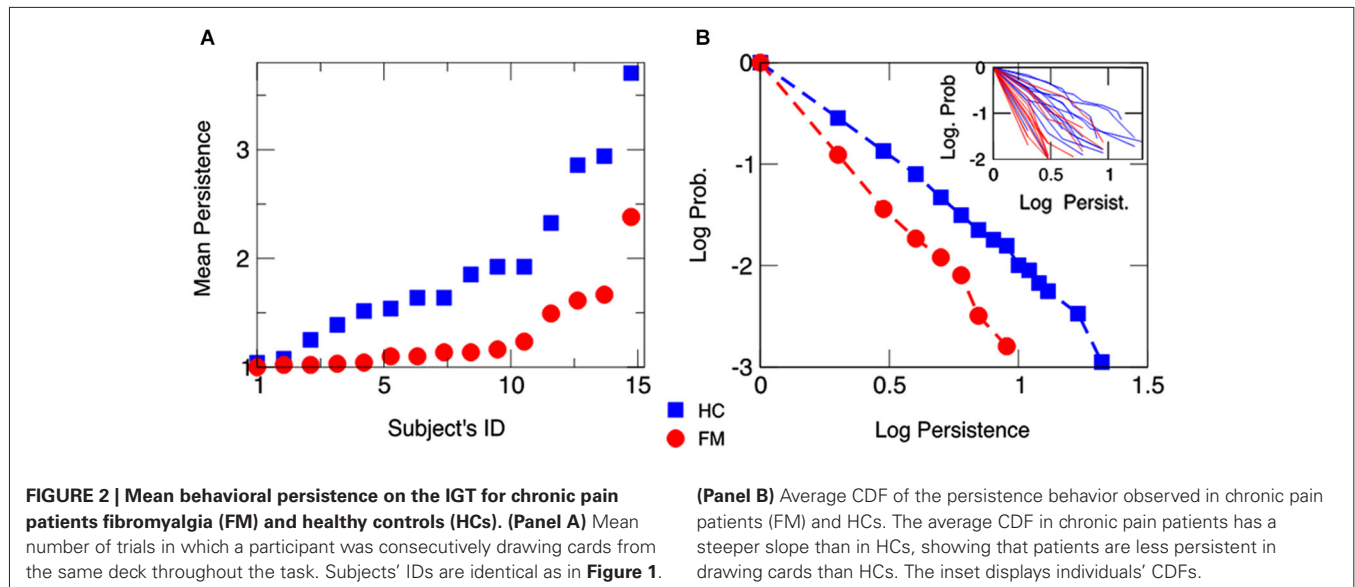 A
Mean Persistence
3
2
1
1
5
10
15
Subject's ID
B
Log Prob.
0
-1
-2
-3
0
0.5
1
1.5
Log Persistence
Log. Prob
0
-1
-2
0
0.5
1
Log Persist.
HC
FM
FIGURE 2 | Mean behavioral persistence on the IGT for chronic pain
patients fibromyalgia (FM) and healthy controls (HCs). (Panel A) Mean
number of trials in which a participant was consecutively drawing cards from
the same deck throughout the task. Subjects' IDs are identical as in Figure 1.
(Panel B) Average CDF of the persistence behavior observed in chronic pain
patients (FM) and HCs. The average CDF in chronic pain patients has a
steeper slope than in HCs, showing that patients are less persistent in
drawing cards than HCs. The inset displays individuals' CDFs.